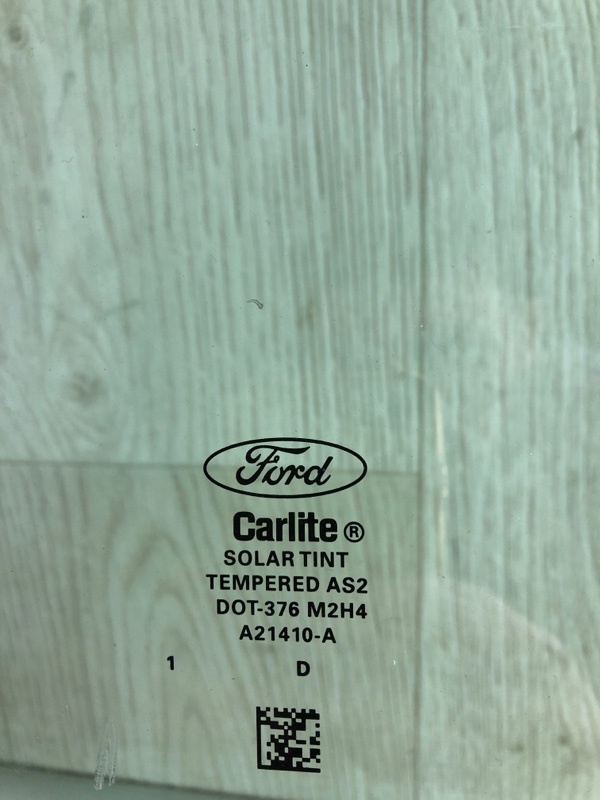 Ford
Carlite®
SOLAR TINT
TEMPERED AS2
DOT-376 M2H4
A21410-A
1 D